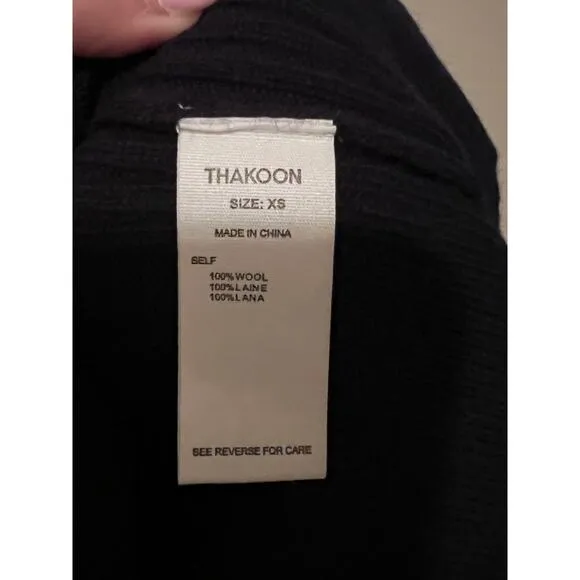 THAKOON
SIZE: XS
MADE IN CHINA
SELF
100%WOOL
100%LAINE
100%LANA
SEE REVERSE FOR CARE